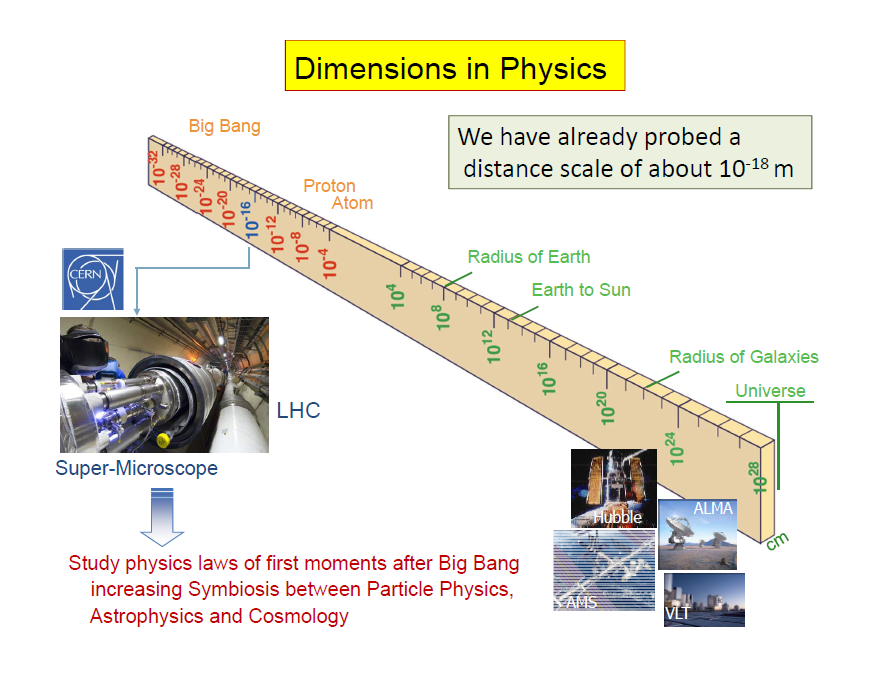 Dimensions in Physics
Big Bang
We have already probed a
distance scale of about 10⁻¹⁸ m
Proton
Atom
10⁻³²
10⁻²⁸
10⁻²⁴
10⁻²⁰
10⁻¹⁶
10⁻¹²
10⁻⁸
10⁻⁴
10⁴
10⁸
10¹²
10¹⁶
10²⁰
10²⁴
10²⁸
cm
Radius of Earth
Earth to Sun
Radius of Galaxies
Universe
CERN
LHC
Super-Microscope
Hubble
ALMA
AMS
VLT
Study physics laws of first moments after Big Bang
increasing Symbiosis between Particle Physics,
Astrophysics and Cosmology